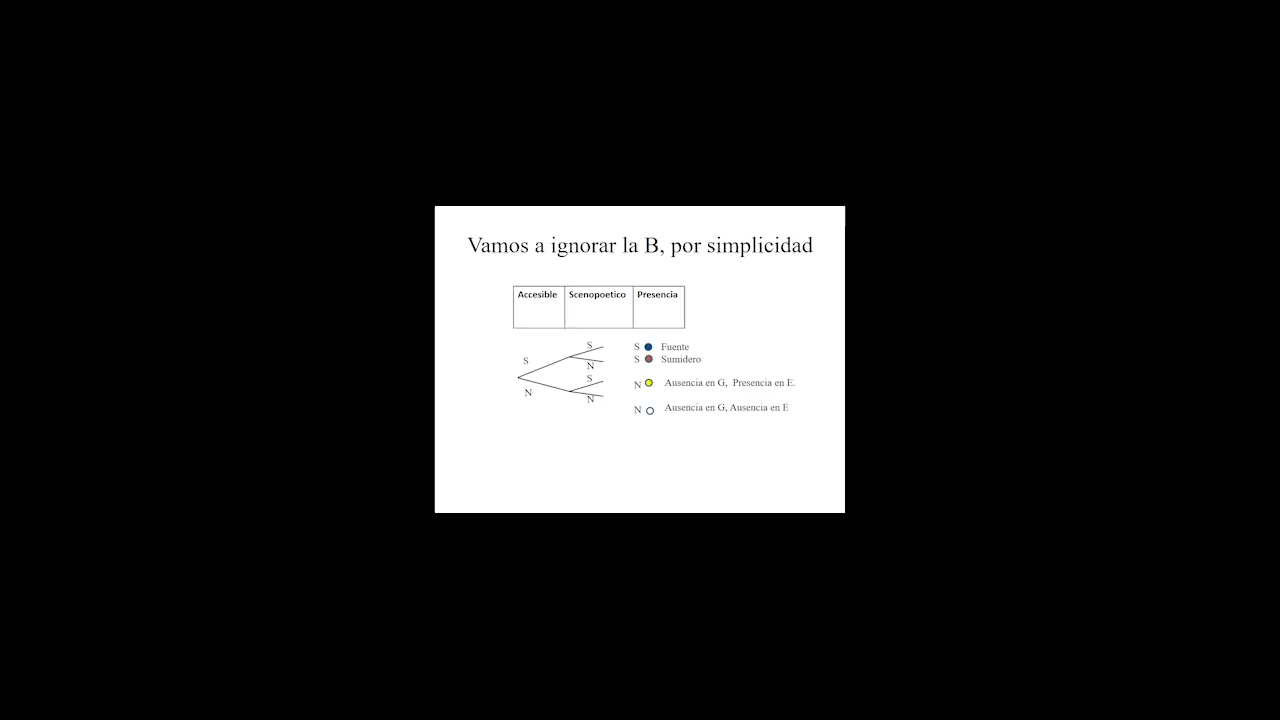 Vamos a ignorar la B, por simplicidad
Accesible Scenopoetico Presencia
S S Fuente
S N S Sumidero
S N Ausencia en G, Presencia en E.
N N N Ausencia en G, Ausencia en E